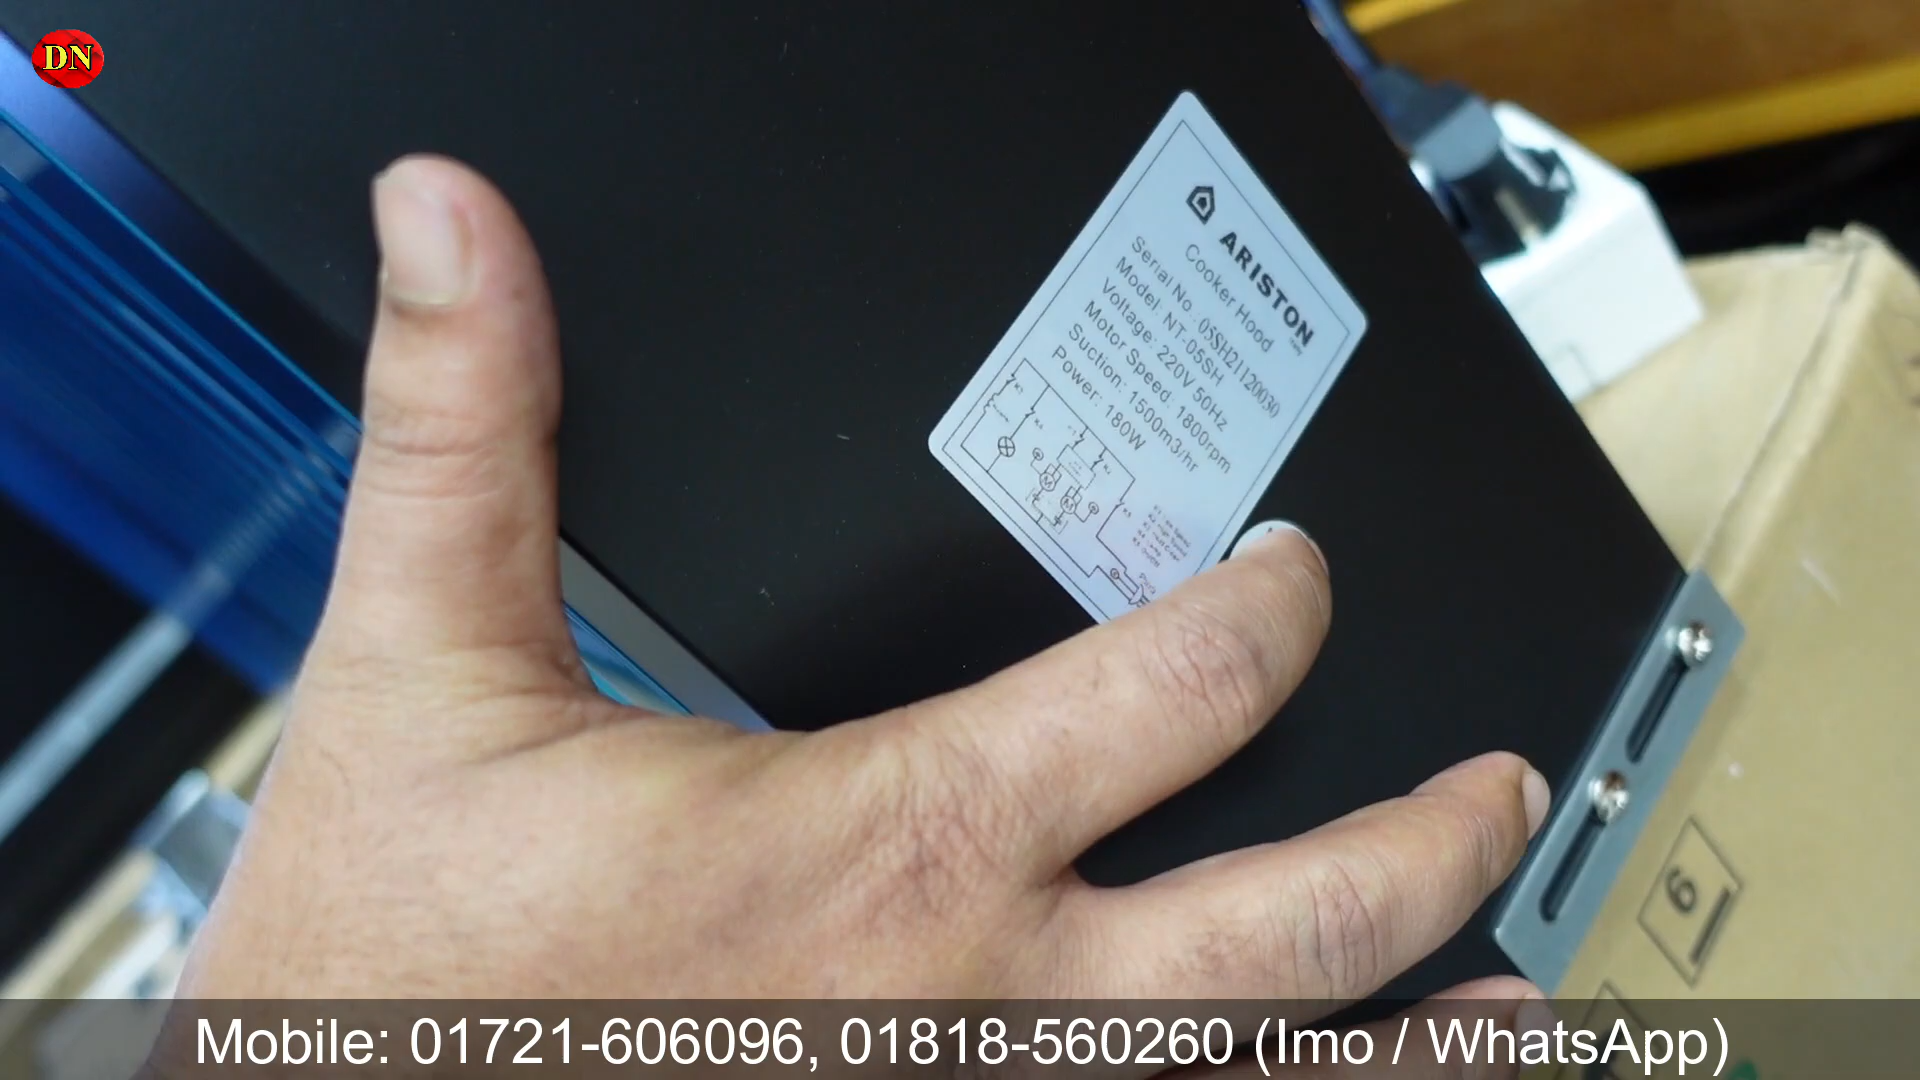 DN
ARISTON
Cooker Hood
Serial No.: 05SH21120030
Model: NT-05SH
Voltage: 220V 50Hz
Motor Speed: 1800rpm
Suction: 1500m3/hr
Power: 180W
M
M
6
Mobile: 01721-606096, 01818-560260 (Imo / WhatsApp)